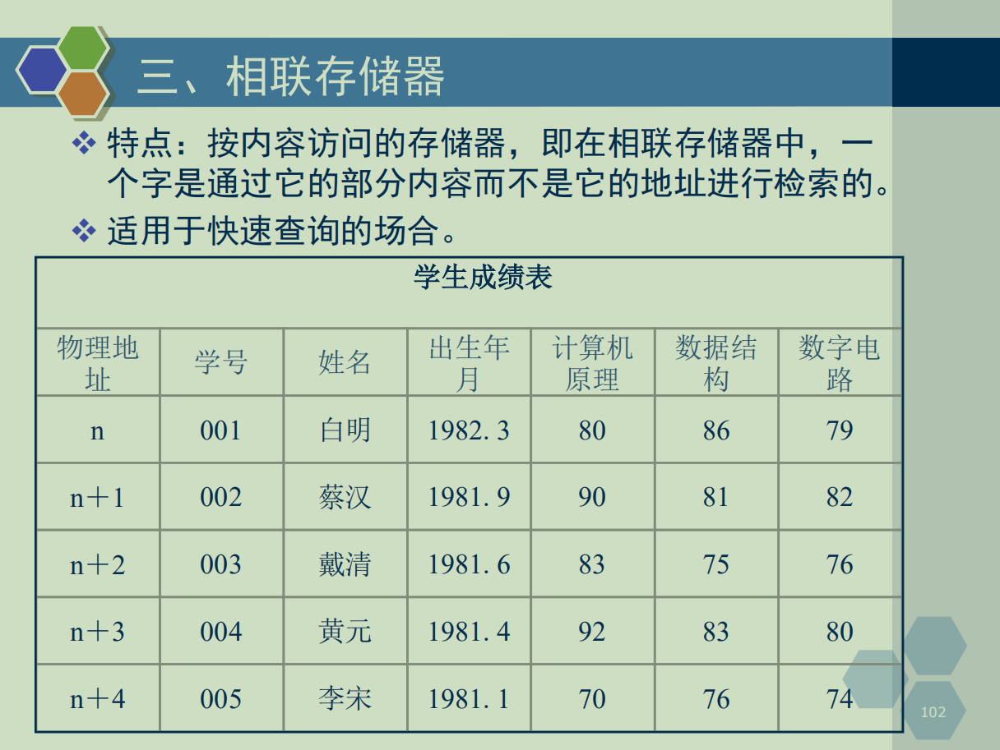 三、相联存储器
特点：按内容访问的存储器，即在相联存储器中，一
个字是通过它的部分内容而不是它的地址进行检索的。
适用于快速查询的场合。
学生成绩表
物理地址 学号 姓名 出生年月 计算机原理 数据结构 数字电路
n 001 白明 1982.3 80 86 79
n＋1 002 蔡汉 1981.9 90 81 82
n＋2 003 戴清 1981.6 83 75 76
n＋3 004 黄元 1981.4 92 83 80
n＋4 005 李宋 1981.1 70 76 74
102